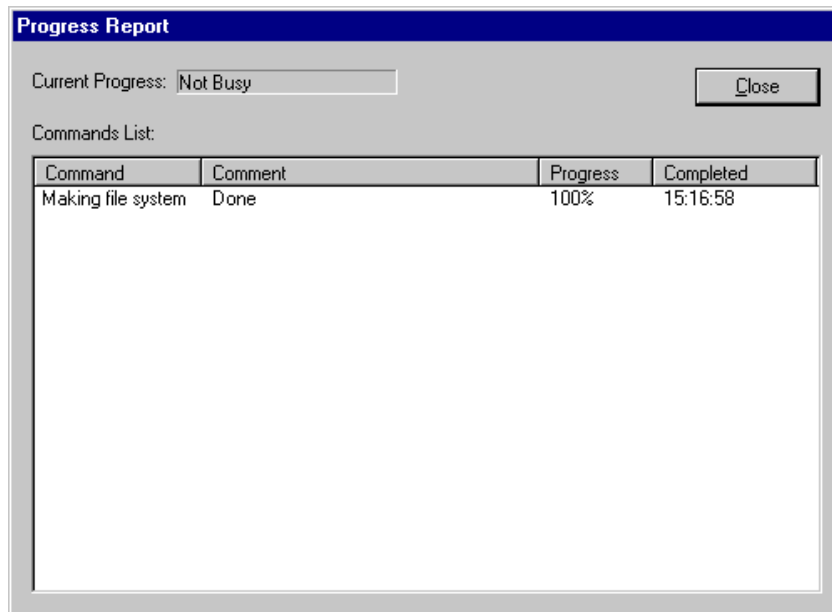 Progress Report
Current Progress: Not Busy
Close
Commands List:
Command Comment Progress Completed
Making file system Done 100% 15:16:58